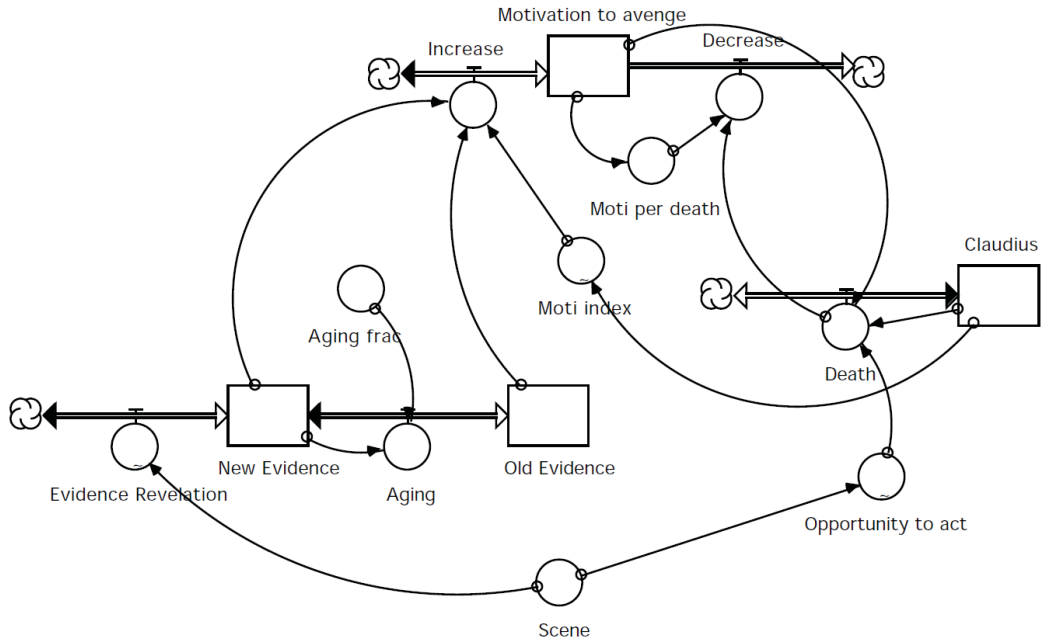 Motivation to avenge
Increase
Decrease
Moti per death
Claudius
Moti index
Aging frac
Death
New Evidence
Old Evidence
Evidence Revelation
Aging
Opportunity to act
Scene
~
~
~